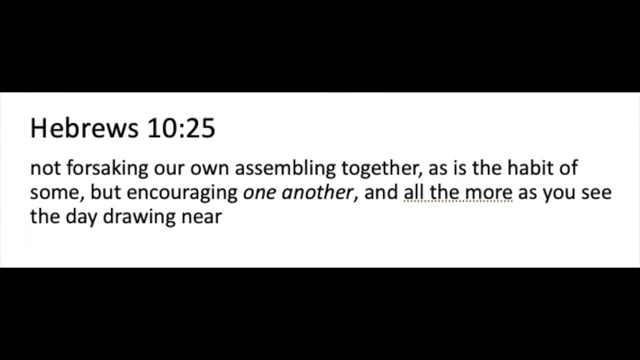 Hebrews 10:25
not forsaking our own assembling together, as is the habit of
some, but encouraging one another, and all the more as you see
the day drawing near